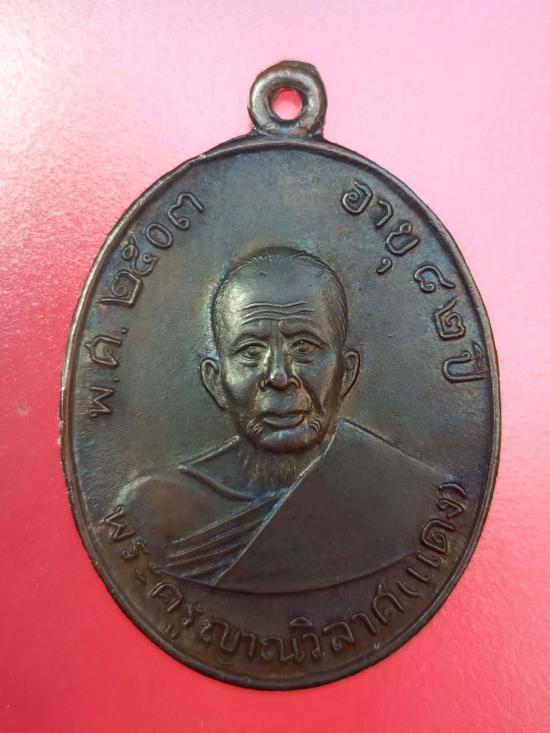 พ.ศ. ๒๕๐๓
อายุ ๘๒ ปี
พระครูญาณวิลาศ(แดง)